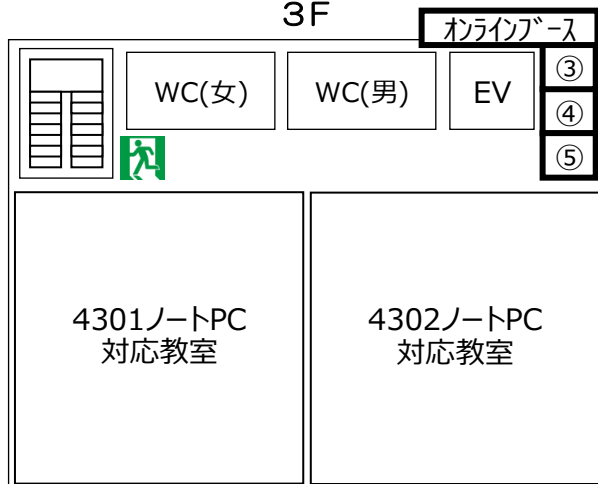 3F
オンラインブース
WC(女)
WC(男)
EV
③
④
⑤
4301ノートPC
対応教室
4302ノートPC
対応教室